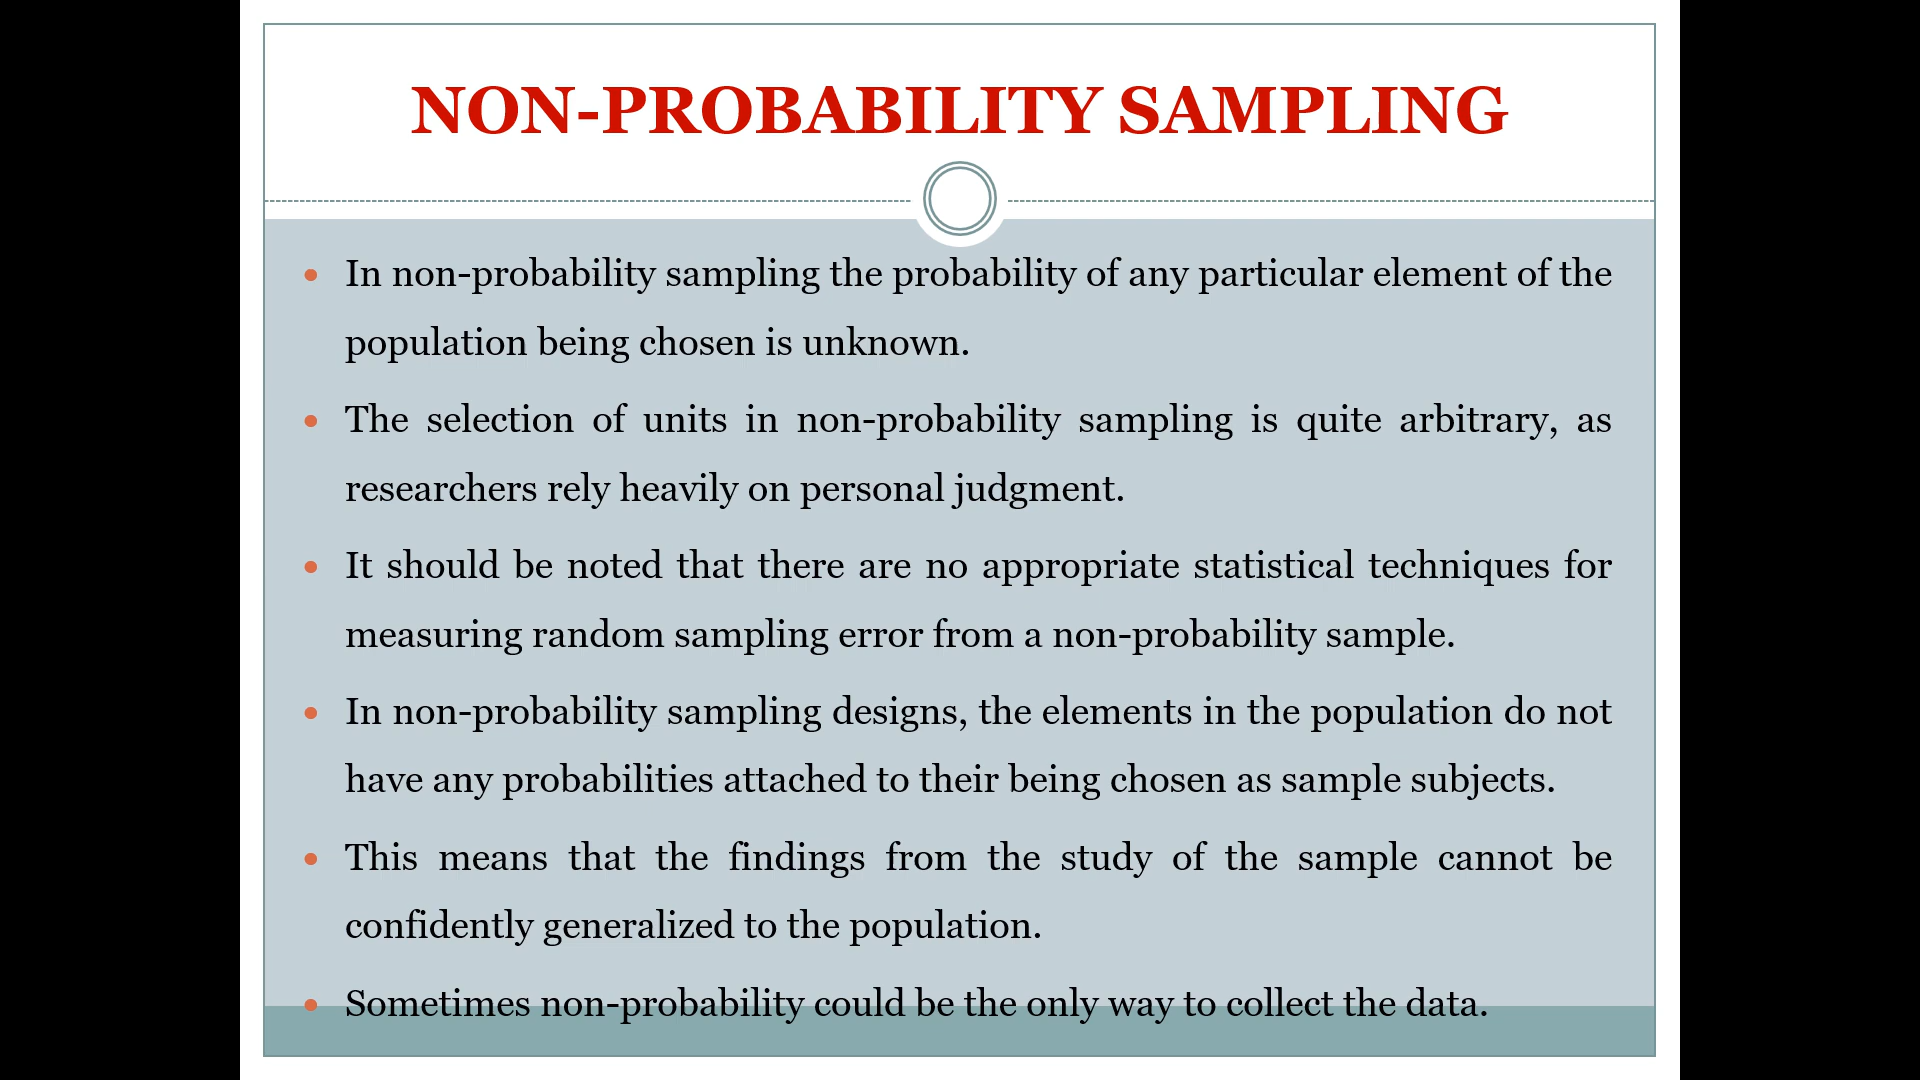 NON-PROBABILITY SAMPLING
• In non-probability sampling the probability of any particular element of the
population being chosen is unknown.
• The selection of units in non-probability sampling is quite arbitrary, as
researchers rely heavily on personal judgment.
• It should be noted that there are no appropriate statistical techniques for
measuring random sampling error from a non-probability sample.
• In non-probability sampling designs, the elements in the population do not
have any probabilities attached to their being chosen as sample subjects.
• This means that the findings from the study of the sample cannot be
confidently generalized to the population.
• Sometimes non-probability could be the only way to collect the data.